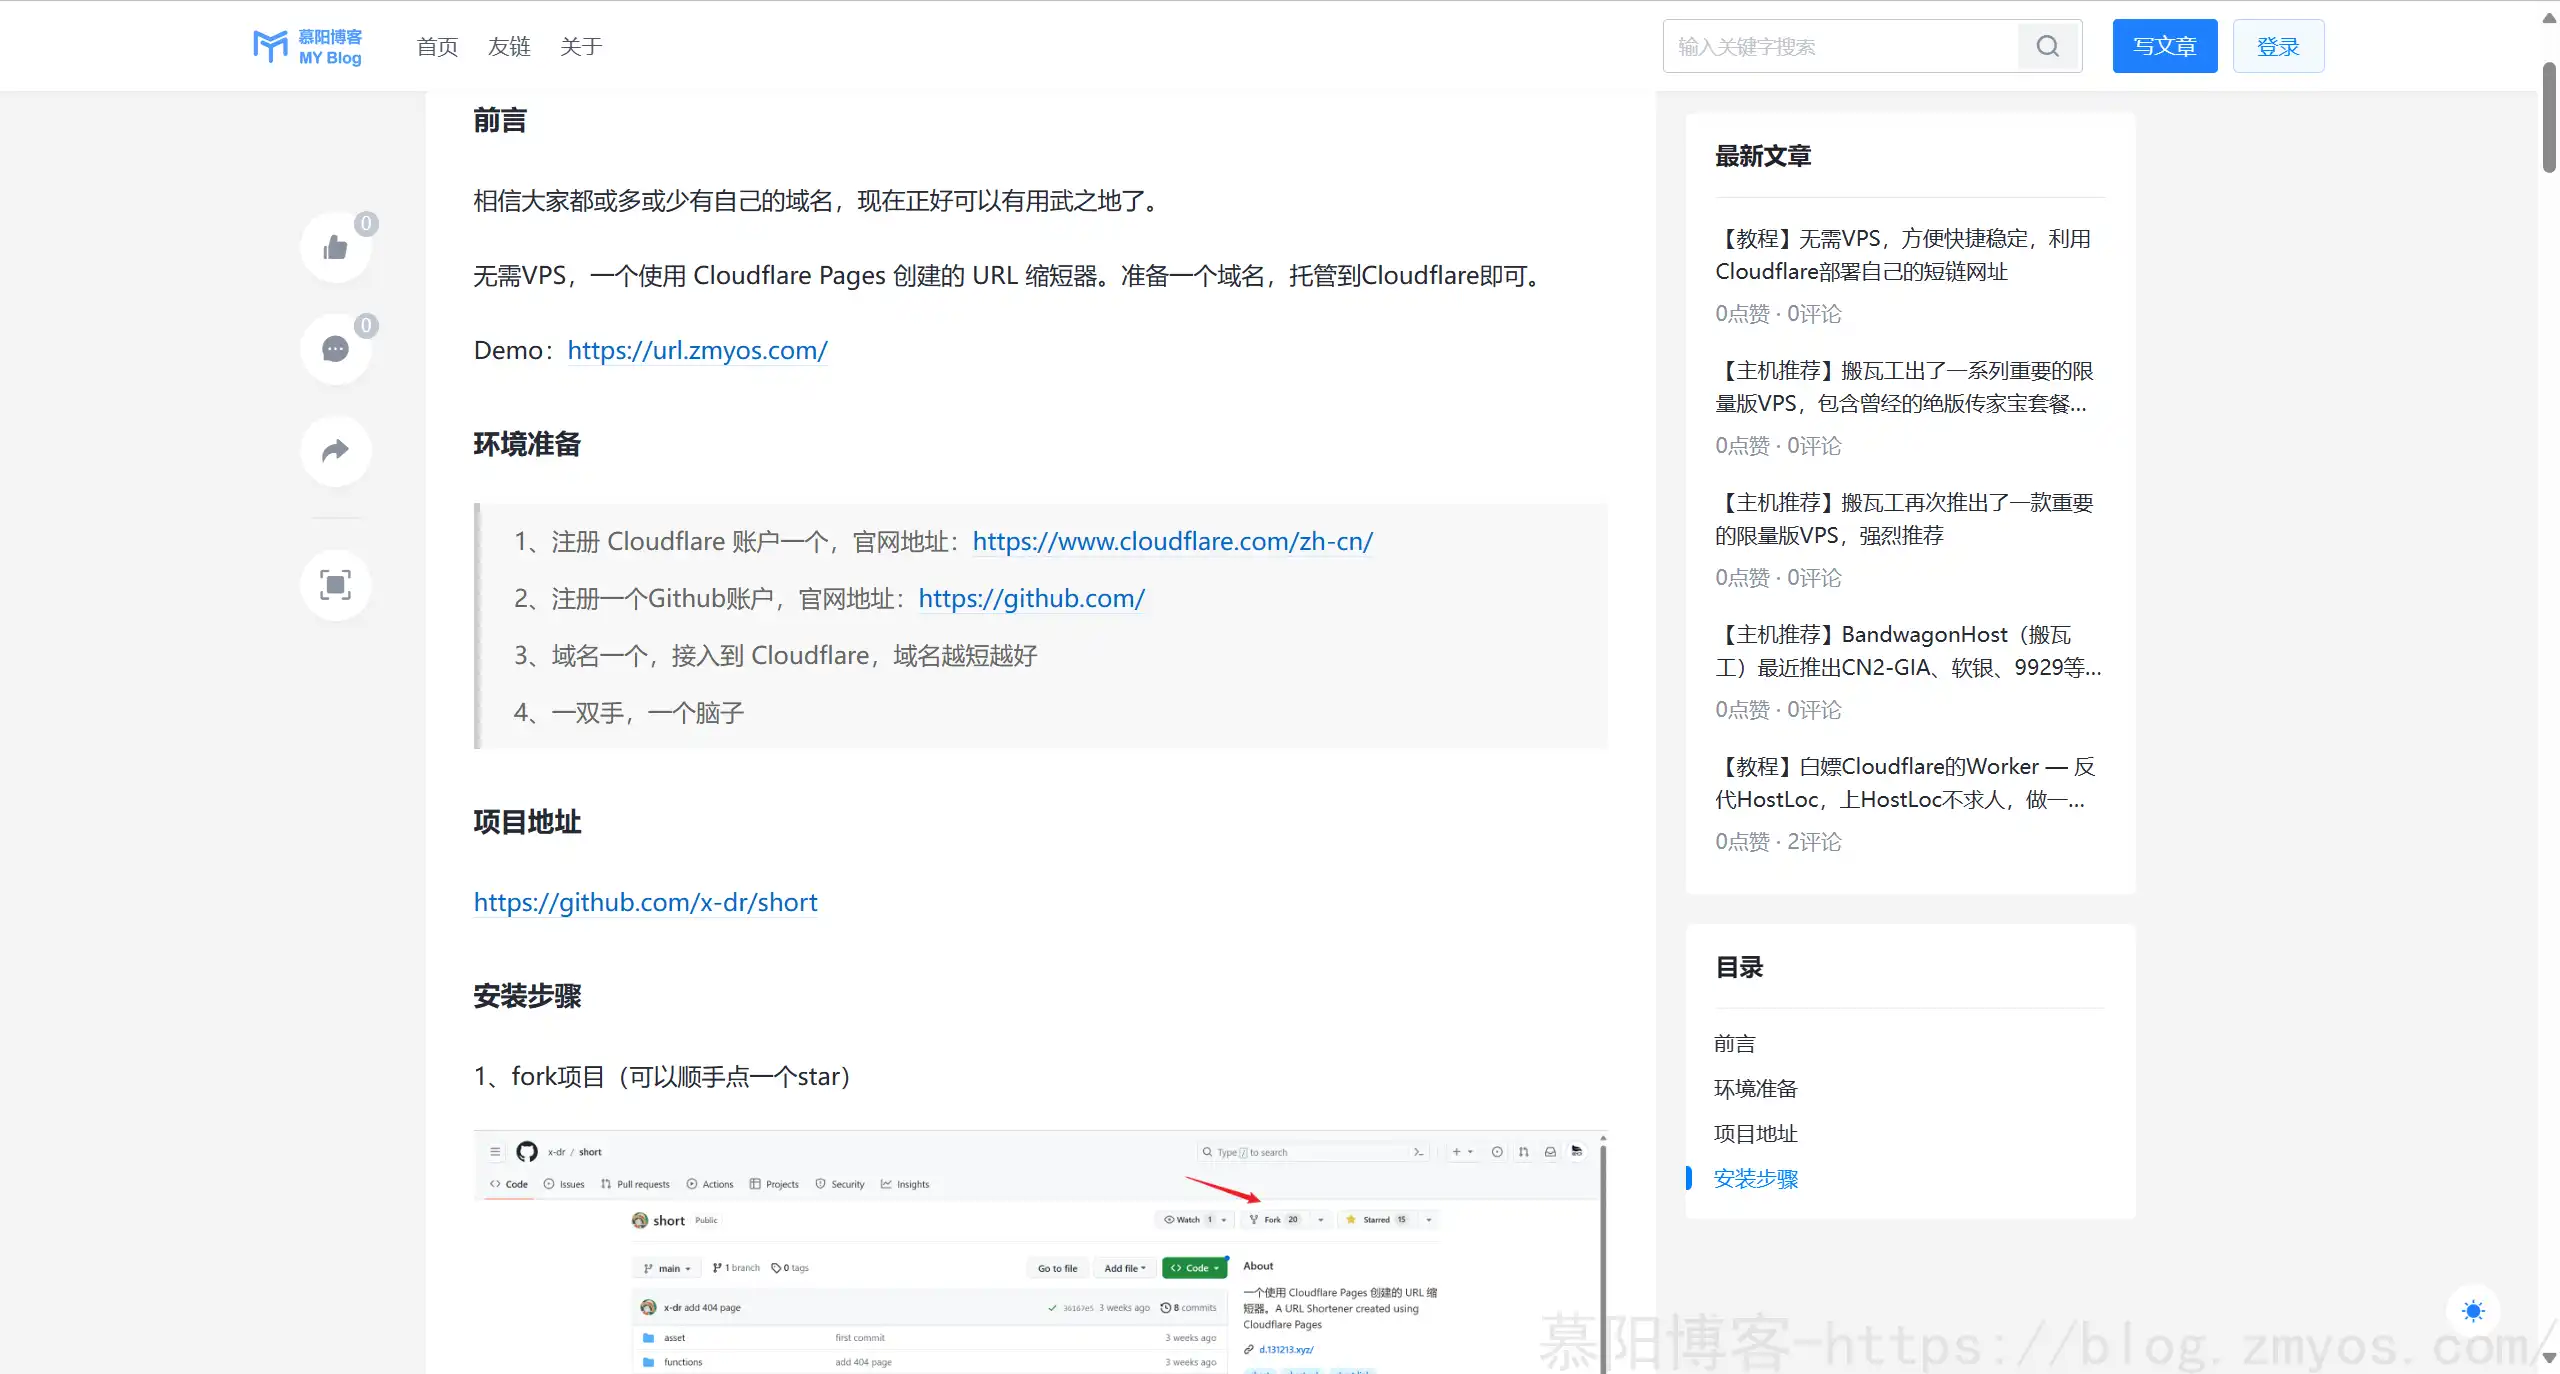 慕阳博客
MY Blog
首页
友链
关于
输入关键字搜索
写文章
登录
前言
相信大家都或多或少有自己的域名，现在正好可以有用武之地了。
无需VPS，一个使用 Cloudflare Pages 创建的 URL 缩短器。准备一个域名，托管到Cloudflare即可。
Demo：https://url.zmyos.com/
0
0
环境准备
1、注册 Cloudflare 账户一个，官网地址：https://www.cloudflare.com/zh-cn/
2、注册一个Github账户，官网地址：https://github.com/
3、域名一个，接入到 Cloudflare，域名越短越好
4、一双手，一个脑子
项目地址
https://github.com/x-dr/short
安装步骤
1、fork项目（可以顺手点一个star）
x-dr / short
Type / to search
Code
Issues
Pull requests
Actions
Projects
Security
Insights
short
Public
Watch 1
Fork 20
Starred 15
main
1 branch
0 tags
Go to file
Add file
Code
x-dr add 404 page
36167e5 3 weeks ago
8 commits
asset
first commit
3 weeks ago
functions
add 404 page
3 weeks ago
About
一个使用 Cloudflare Pages 创建的 URL 缩
短器。A URL Shortener created using
Cloudflare Pages
d.131213.xyz/
最新文章
【教程】无需VPS，方便快捷稳定，利用
Cloudflare部署自己的短链网址
0点赞 · 0评论
【主机推荐】搬瓦工出了一系列重要的限
量版VPS，包含曾经的绝版传家宝套餐...
0点赞 · 0评论
【主机推荐】搬瓦工再次推出了一款重要
的限量版VPS，强烈推荐
0点赞 · 0评论
【主机推荐】BandwagonHost（搬瓦
工）最近推出CN2-GIA、软银、9929等...
0点赞 · 0评论
【教程】白嫖Cloudflare的Worker — 反
代HostLoc，上HostLoc不求人，做一...
0点赞 · 2评论
目录
前言
环境准备
项目地址
安装步骤
慕阳博客-https://blog.zmyos.com/